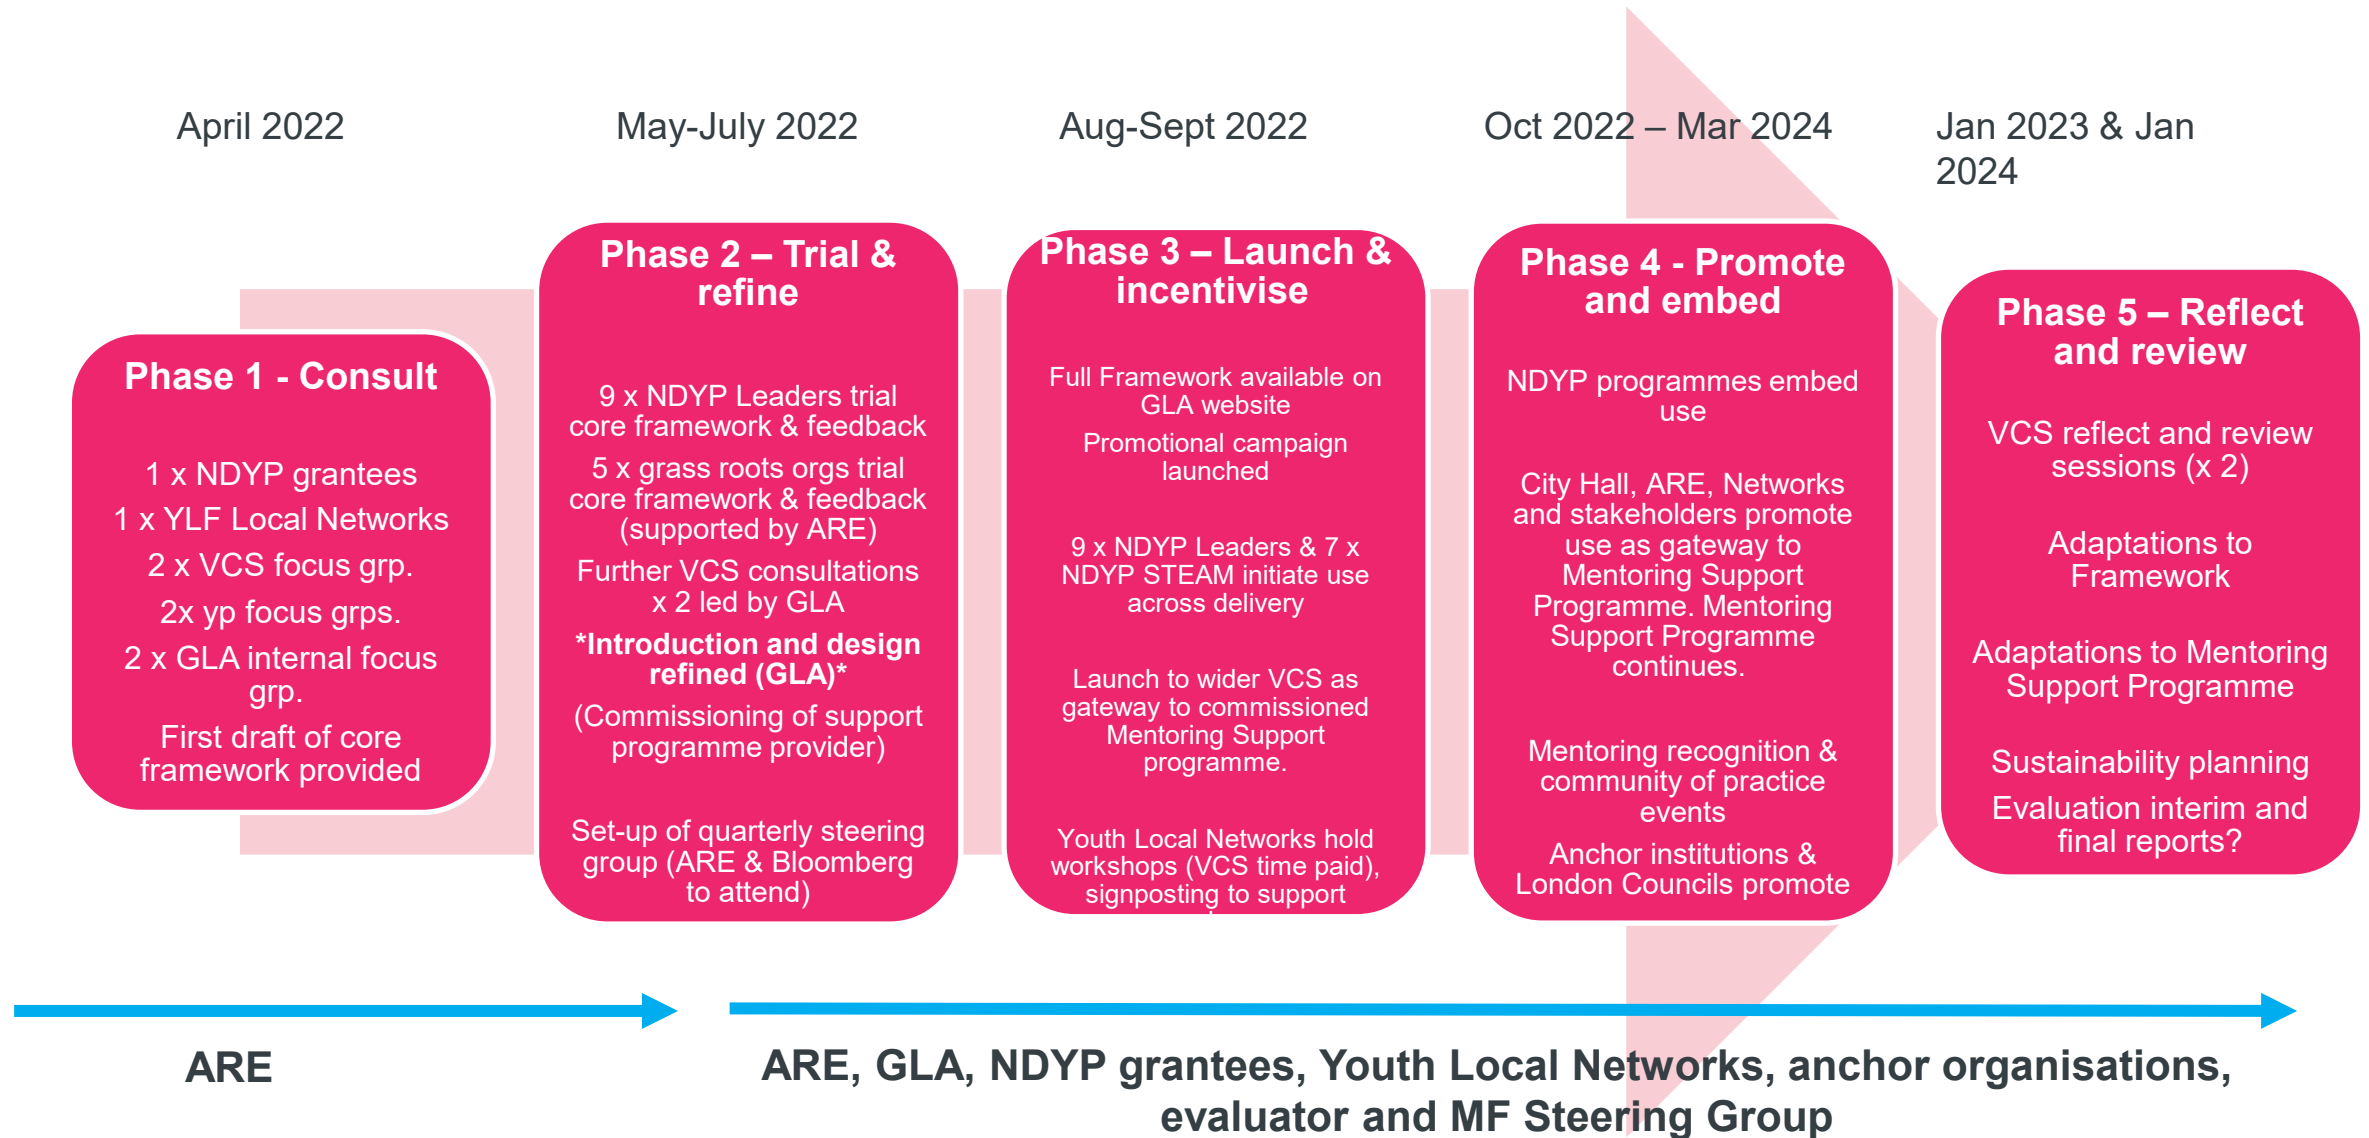 April 2022
May-July 2022
Aug-Sept 2022
Oct 2022 – Mar 2024
Jan 2023 & Jan
2024
Phase 1 - Consult
1 x NDYP grantees
1 x YLF Local Networks
2 x VCS focus grp.
2x yp focus grps.
2 x GLA internal focus
grp.
First draft of core
framework provided
Phase 2 – Trial &
refine
9 x NDYP Leaders trial
core framework & feedback
5 x grass roots orgs trial
core framework & feedback
(supported by ARE)
Further VCS consultations
x 2 led by GLA
*Introduction and design
refined (GLA)*
(Commissioning of support
programme provider)
Set-up of quarterly steering
group (ARE & Bloomberg
to attend)
Phase 3 – Launch &
incentivise
Full Framework available on
GLA website
Promotional campaign
launched
9 x NDYP Leaders & 7 x
NDYP STEAM initiate use
across delivery
Launch to wider VCS as
gateway to commissioned
Mentoring Support
programme.
Youth Local Networks hold
workshops (VCS time paid),
signposting to support
Phase 4 - Promote
and embed
NDYP programmes embed
use
City Hall, ARE, Networks
and stakeholders promote
use as gateway to
Mentoring Support
Programme. Mentoring
Support Programme
continues.
Mentoring recognition &
community of practice
events
Anchor institutions &
London Councils promote
Phase 5 – Reflect
and review
VCS reflect and review
sessions (x 2)
Adaptations to
Framework
Adaptations to Mentoring
Support Programme
Sustainability planning
Evaluation interim and
final reports?
ARE
ARE, GLA, NDYP grantees, Youth Local Networks, anchor organisations,
evaluator and MF Steering Group